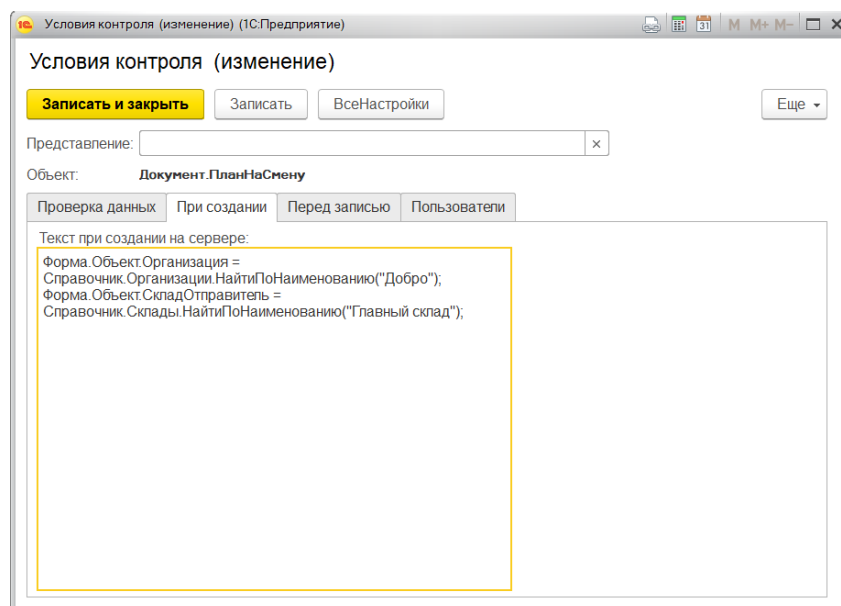 1С Условия контроля (изменение) (1С:Предприятие) 31 M M+ M−
Условия контроля (изменение)
Записать и закрыть Записать ВсеНастройки Еще
Представление:
Объект: Документ.ПланНаСмену
Проверка данных При создании Перед записью Пользователи
Текст при создании на сервере:
Форма.Объект.Организация =
Справочник.Организации.НайтиПоНаименованию("Добро");
Форма.Объект.СкладОтправитель =
Справочник.Склады.НайтиПоНаименованию("Главный склад");